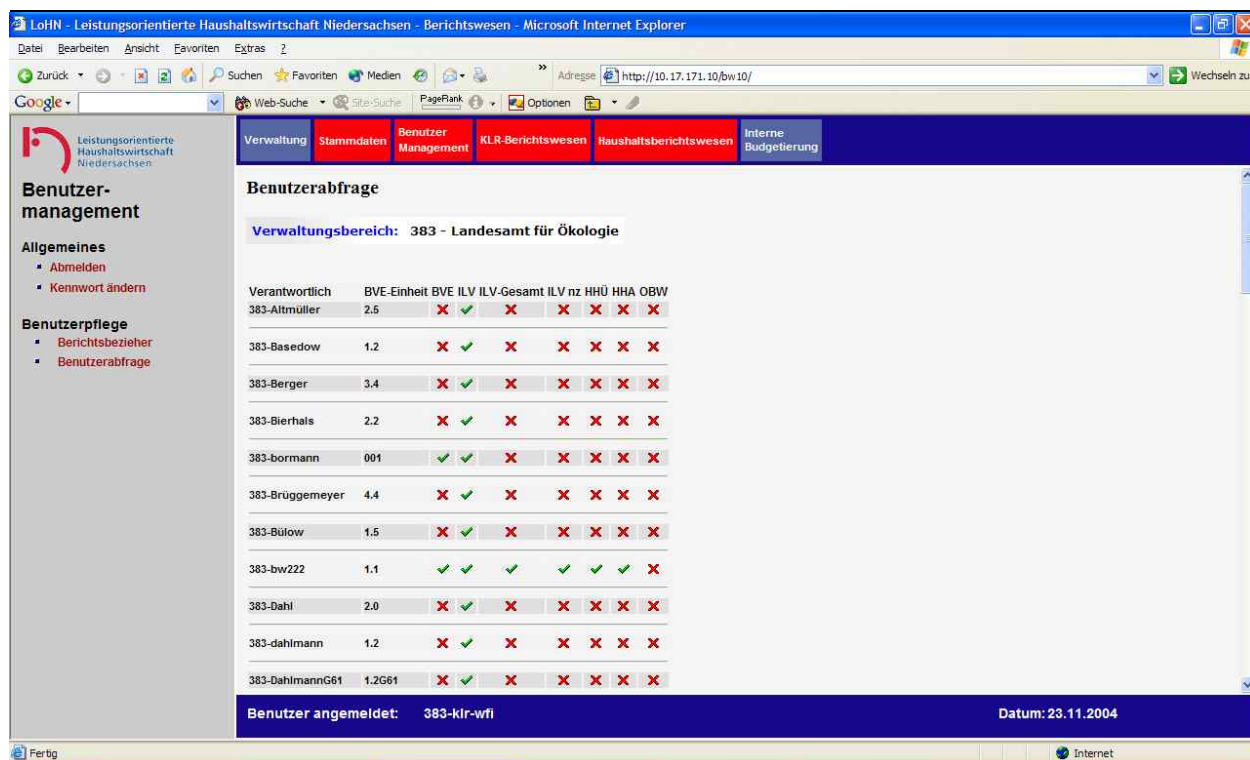 LoHN - Leistungsorientierte Haushaltswirtschaft Niedersachsen - Berichtswesen - Microsoft Internet Explorer
Datei Bearbeiten Ansicht Favoriten Extras ?
Zurück Suchen Favoriten Medien » Adresse http://10.17.171.10/bw10/ Wechseln zu
Google Web-Suche Site-Suche PageRank Optionen
Leistungsorientierte
Haushaltswirtschaft
Niedersachsen
Verwaltung Stammdaten Benutzer Management KLR-Berichtswesen Haushaltsberichtswesen Interne Budgetierung
Benutzer-
management
Allgemeines
Abmelden
Kennwort ändern
Benutzerpflege
Berichtsbezieher
Benutzerabfrage
Benutzerabfrage
Verwaltungsbereich: 383 - Landesamt für Ökologie
Verantwortlich BVE-Einheit BVE ILV ILV-Gesamt ILV nz HHÜ HHA OBW
383-Altmüller 2.5
383-Basedow 1.2
383-Berger 3.4
383-Bierhals 2.2
383-bormann 001
383-Brüggemeyer 4.4
383-Bülow 1.5
383-bw222 1.1
383-Dahl 2.0
383-dahlmann 1.2
383-DahlmannG61 1.2G61
Benutzer angemeldet: 383-klr-wfi Datum: 23.11.2004
Fertig Internet